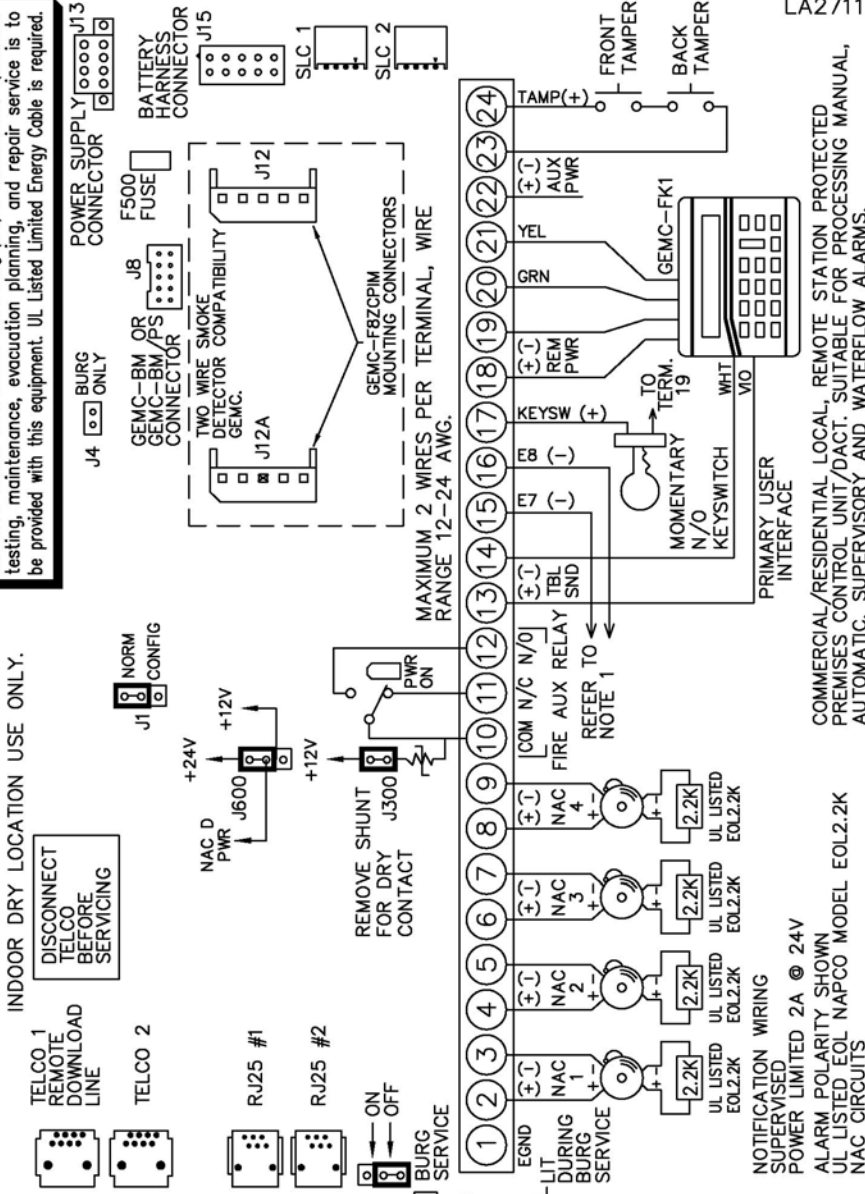 testing, maintenance, evacuation planning, and repair service is to
be provided with this equipment. UL Listed Limited Energy Cable is required.
LA2711
INDOOR DRY LOCATION USE ONLY.
DISCONNECT
TELCO
BEFORE
SERVICING
TELCO 1
REMOTE
DOWNLOAD
LINE
TELCO 2
RJ25 #1
RJ25 #2
ON
OFF
BURG
SERVICE
LIT
DURING
BURG
SERVICE
J1
NORM
CONFIG
+24V
+12V
J600
NAC D
PWR
+12V
J300
REMOVE SHUNT
FOR DRY
CONTACT
PWR
ON
J4
BURG
ONLY
GEMC-BM OR
GEMC-BM/PS
CONNECTOR
J8
F500
FUSE
POWER SUPPLY
CONNECTOR
J13
BATTERY
HARNESS
CONNECTOR
J15
SLC 1
SLC 2
TWO WIRE SMOKE
DETECTOR COMPATIBILITY
GEMC.
J12A
J12
GEMC-F8ZCPIM
MOUNTING CONNECTORS
MAXIMUM 2 WIRES PER TERMINAL, WIRE
RANGE 12-24 AWG.
1 2 3 4 5 6 7 8 9 10 11 12 13 14 15 16 17 18 19 20 21 22 23 24
EGND
(+) (-)
NAC
1
(+) (-)
NAC
2
(+) (-)
NAC
3
(+) (-)
NAC
4
COM N/C N/O
FIRE AUX RELAY
(+) (-)
TBL
SND
E7 (-)
E8 (-)
KEYSW (+)
(+) (-)
REM
PWR
GRN
YEL
(+) (-)
AUX
PWR
TAMP(+)
FRONT
TAMPER
BACK
TAMPER
REFER TO
NOTE 1
MOMENTARY
N/O
KEYSWITCH
TO
TERM.
19
WHT
VIO
GEMC-FK1
PRIMARY USER
INTERFACE
+ -
+ -
2.2K
UL LISTED
EOL2.2K
+ -
+ -
2.2K
UL LISTED
EOL2.2K
+ -
+ -
2.2K
UL LISTED
EOL2.2K
+ -
+ -
2.2K
UL LISTED
EOL2.2K
NOTIFICATION WIRING
SUPERVISED
POWER LIMITED 2A @ 24V
ALARM POLARITY SHOWN
UL LISTED EOL NAPCO MODEL EOL2.2K
NAC CIRCUITS
COMMERCIAL/RESIDENTIAL LOCAL, REMOTE STATION PROTECTED
PREMISES CONTROL UNIT/DACT. SUITABLE FOR PROCESSING MANUAL,
AUTOMATIC, SUPERVISORY AND WATERFLOW ALARMS.